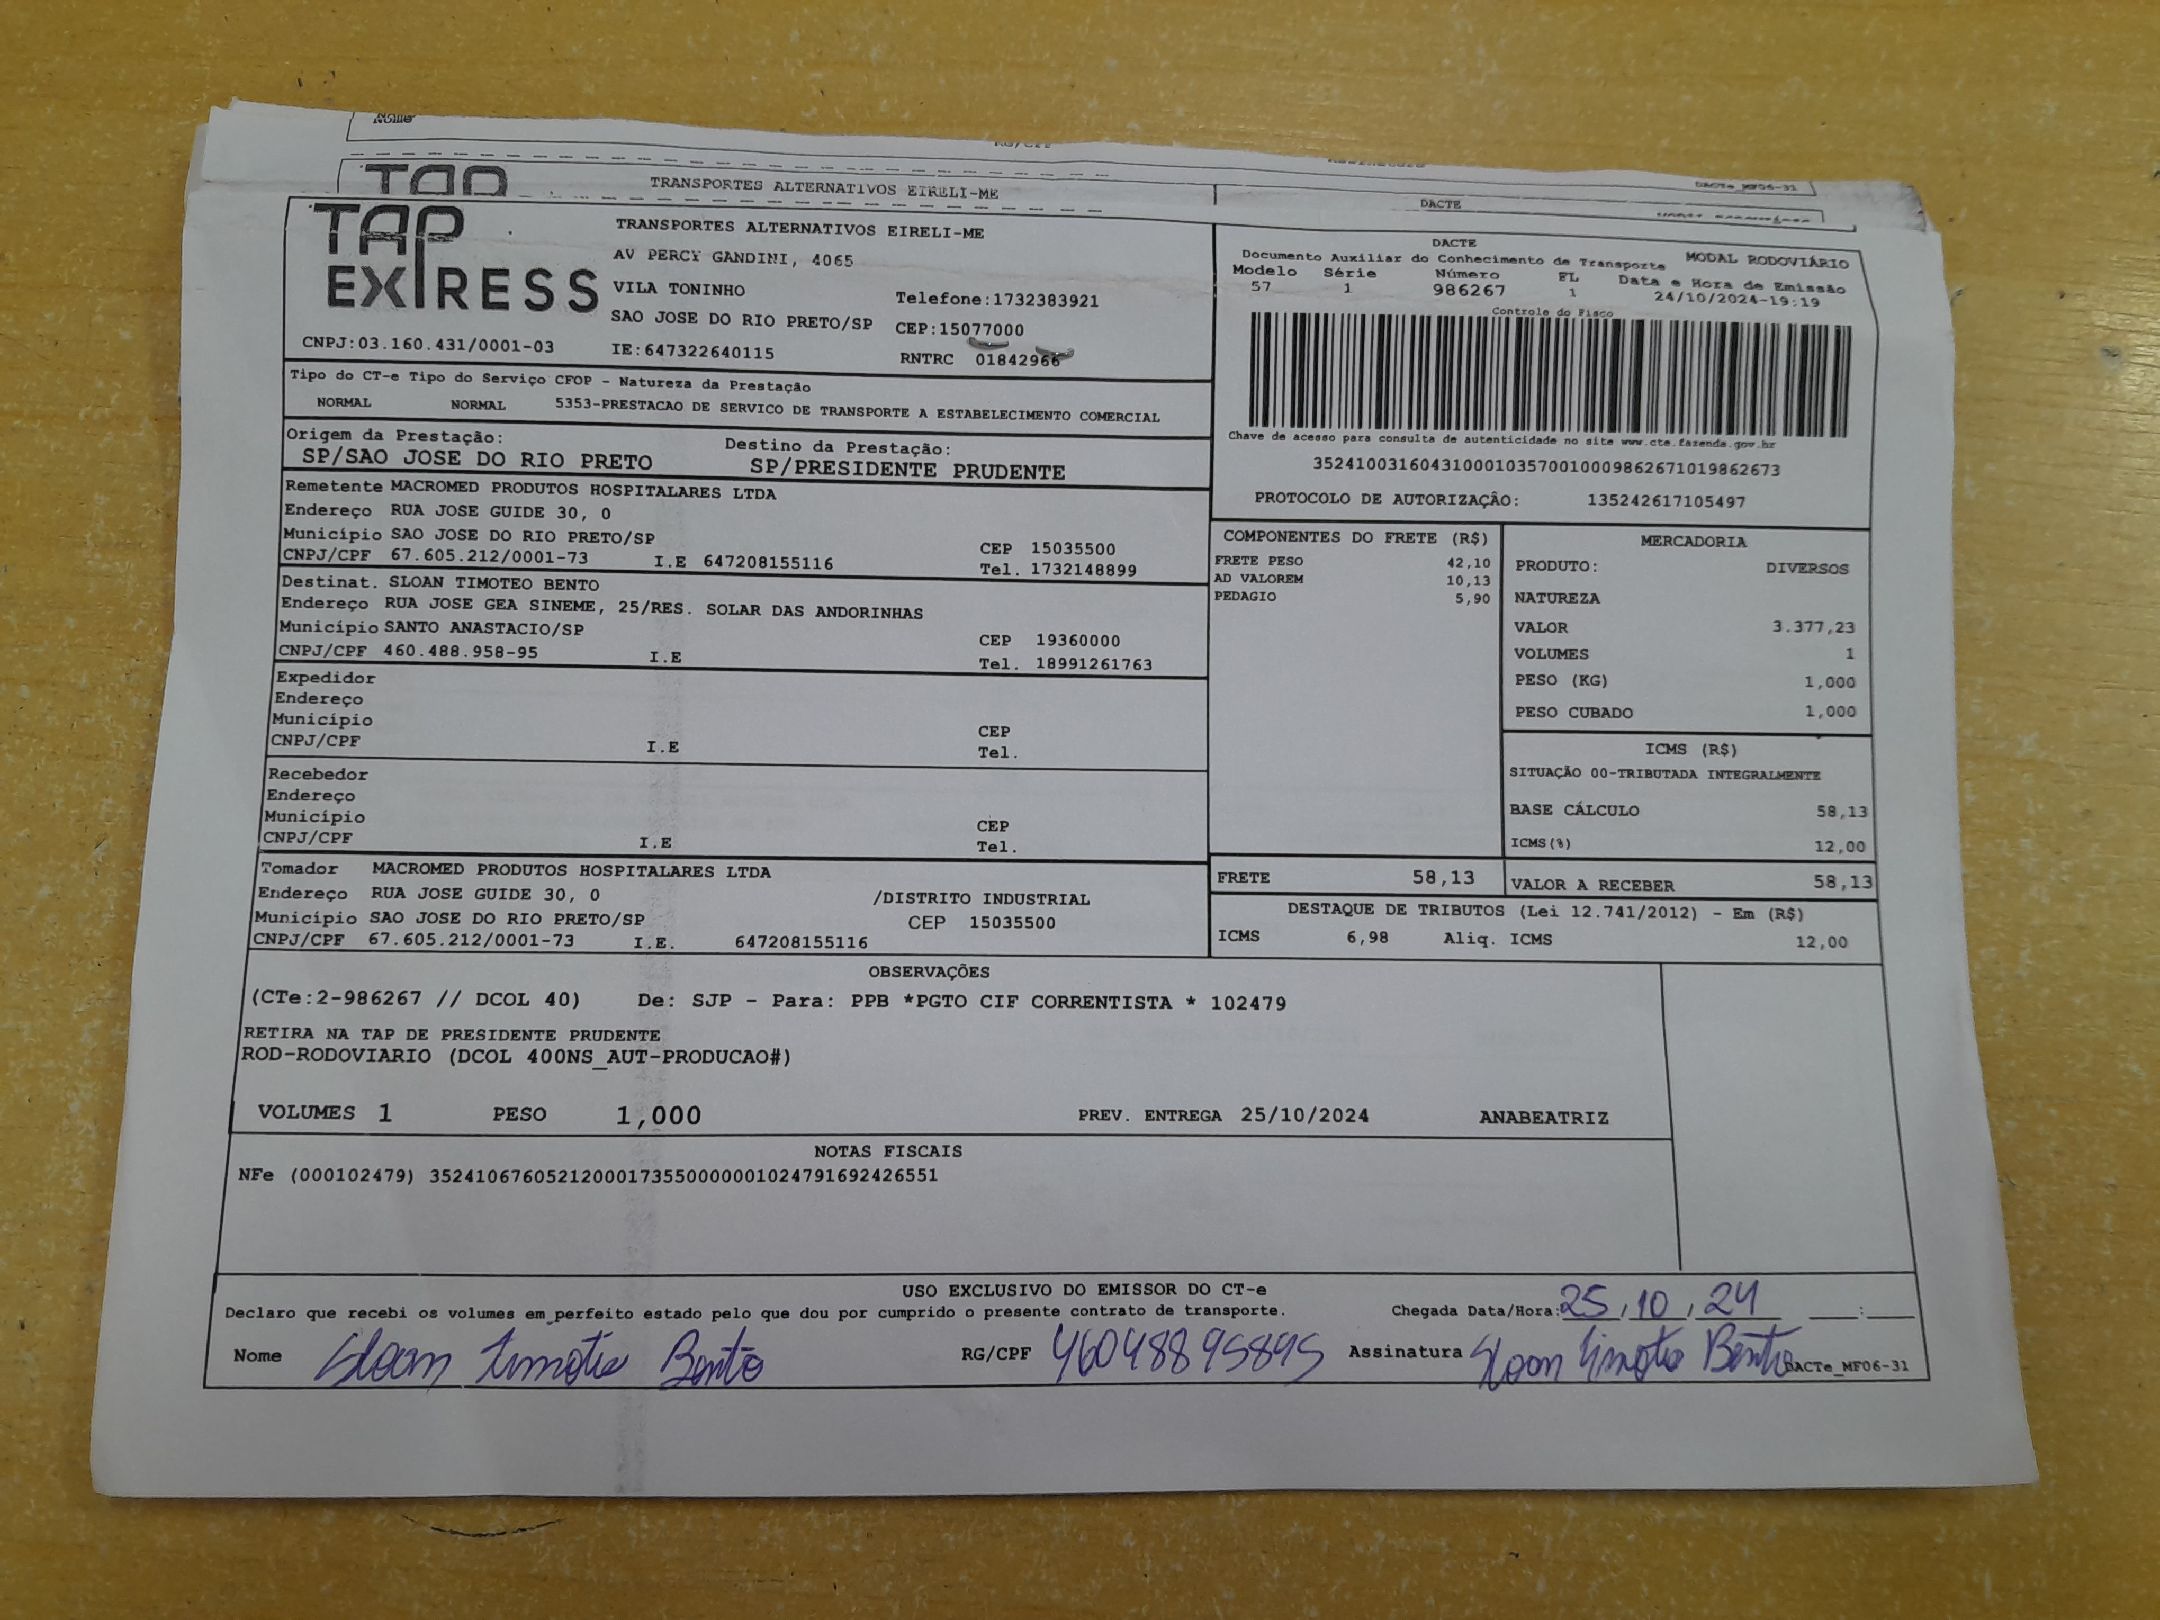 Nome
RG/CPF
DACTe_MF06-31
TAP
TRANSPORTES ALTERNATIVOS EIRELI-ME
DACTE
TAP EXPRESS
TRANSPORTES ALTERNATIVOS EIRELI-ME
AV PERCY GANDINI, 4065
VILA TONINHO Telefone:1732383921
SAO JOSE DO RIO PRETO/SP CEP:15077000
CNPJ:03.160.431/0001-03 IE:647322640115 RNTRC 01842966
DACTE
Documento Auxiliar do Conhecimento de Transporte MODAL RODOVIÁRIO
Modelo Série Número FL Data e Hora de Emissão
57 1 986267 1 24/10/2024-19:19
Controle do Fisco
Chave de acesso para consulta de autenticidade no site www.cte.fazenda.gov.br
35241003160431000103570010009862671019862673
PROTOCOLO DE AUTORIZAÇÃO: 135242617105497
Tipo do CT-e Tipo do Serviço CFOP - Natureza da Prestação
NORMAL NORMAL 5353-PRESTACAO DE SERVICO DE TRANSPORTE A ESTABELECIMENTO COMERCIAL
Origem da Prestação: Destino da Prestação:
SP/SAO JOSE DO RIO PRETO SP/PRESIDENTE PRUDENTE
Remetente MACROMED PRODUTOS HOSPITALARES LTDA
Endereço RUA JOSE GUIDE 30, 0
Município SAO JOSE DO RIO PRETO/SP CEP 15035500
CNPJ/CPF 67.605.212/0001-73 I.E 647208155116 Tel. 1732148899
Destinat. SLOAN TIMOTEO BENTO
Endereço RUA JOSE GEA SINEME, 25/RES. SOLAR DAS ANDORINHAS
Município SANTO ANASTACIO/SP CEP 19360000
CNPJ/CPF 460.488.958-95 I.E Tel. 18991261763
Expedidor
Endereço
Município CEP
CNPJ/CPF I.E Tel.
Recebedor
Endereço
Município CEP
CNPJ/CPF I.E Tel.
Tomador MACROMED PRODUTOS HOSPITALARES LTDA
Endereço RUA JOSE GUIDE 30, 0 /DISTRITO INDUSTRIAL
Município SAO JOSE DO RIO PRETO/SP CEP 15035500
CNPJ/CPF 67.605.212/0001-73 I.E. 647208155116
COMPONENTES DO FRETE (R$)
FRETE PESO 42,10
AD VALOREM 10,13
PEDAGIO 5,90
MERCADORIA
PRODUTO: DIVERSOS
NATUREZA
VALOR 3.377,23
VOLUMES 1
PESO (KG) 1,000
PESO CUBADO 1,000
ICMS (R$)
SITUAÇÃO 00-TRIBUTADA INTEGRALMENTE
BASE CÁLCULO 58,13
ICMS(%) 12,00
FRETE 58,13 VALOR A RECEBER 58,13
DESTAQUE DE TRIBUTOS (Lei 12.741/2012) - Em (R$)
ICMS 6,98 Aliq. ICMS 12,00
OBSERVAÇÕES
(CTe:2-986267 // DCOL 40) De: SJP - Para: PPB *PGTO CIF CORRENTISTA * 102479
RETIRA NA TAP DE PRESIDENTE PRUDENTE
ROD-RODOVIARIO (DCOL 400NS_AUT-PRODUCAO#)
VOLUMES 1 PESO 1,000 PREV. ENTREGA 25/10/2024 ANABEATRIZ
NOTAS FISCAIS
NFe (000102479) 35241067605212000173550000001024791692426551
USO EXCLUSIVO DO EMISSOR DO CT-e
Declaro que recebi os volumes em perfeito estado pelo que dou por cumprido o presente contrato de transporte. Chegada Data/Hora: 25/10/24 __:__
Nome Sloan Timoteo Bento RG/CPF 46048895895 Assinatura Sloan Timoteo Bento DACTe_MF06-31